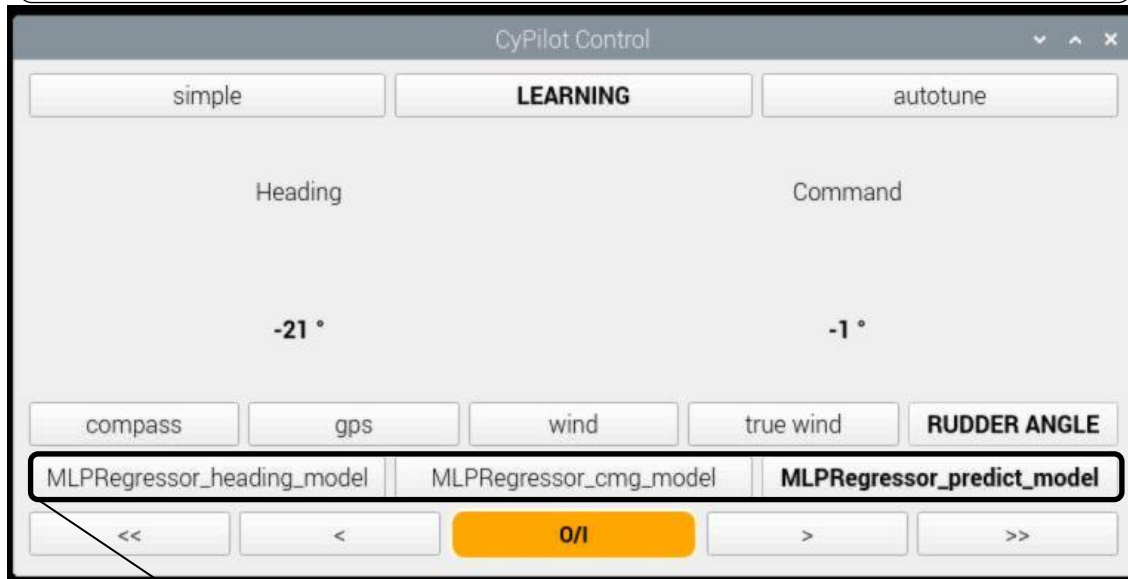 CyPilot Control
simple LEARNING autotune
Heading Command
-21 ° -1 °
compass gps wind true wind RUDDER ANGLE
MLPRegressor_heading_model MLPRegressor_cmg_model MLPRegressor_predict_model
<< < O/I > >>